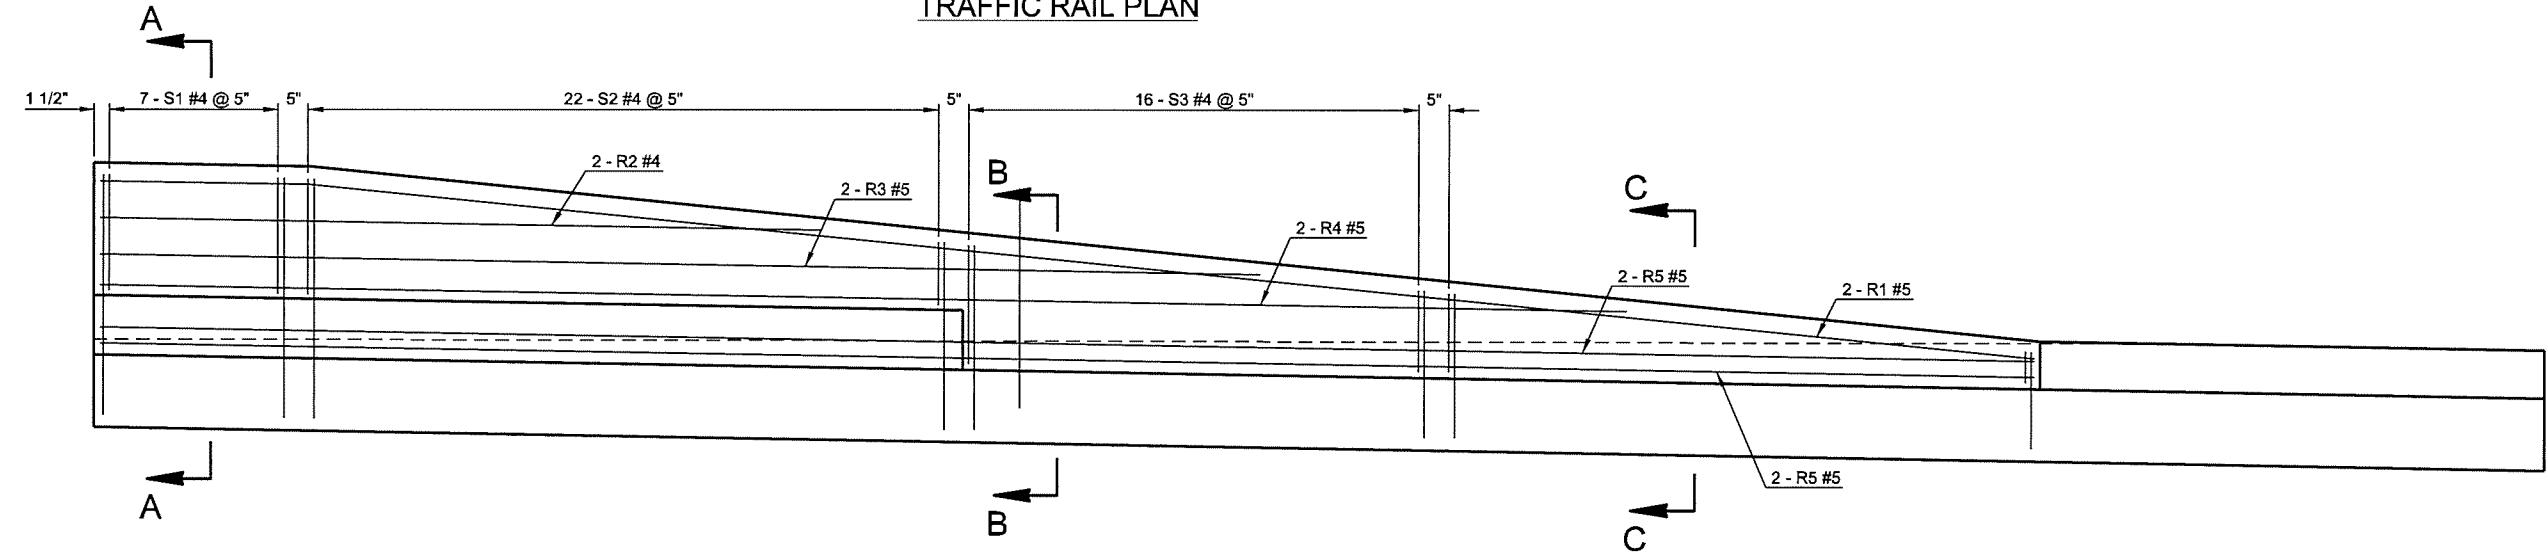 TRAFFIC RAIL PLAN
A
1 1/2"
7 - S1 #4 @ 5"
5"
22 - S2 #4 @ 5"
5"
16 - S3 #4 @ 5"
5"
2 - R2 #4
B
2 - R3 #5
C
2 - R4 #5
2 - R5 #5
2 - R1 #5
2 - R5 #5
A
B
C